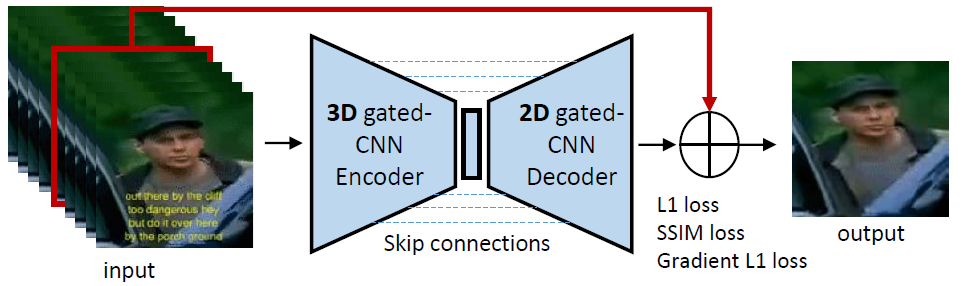 out there by the cliff
too dangerous hey
but do it over here
by the porch ground
input
3D gated-
CNN
Encoder
2D gated-
CNN
Decoder
Skip connections
L1 loss
SSIM loss
Gradient L1 loss
output